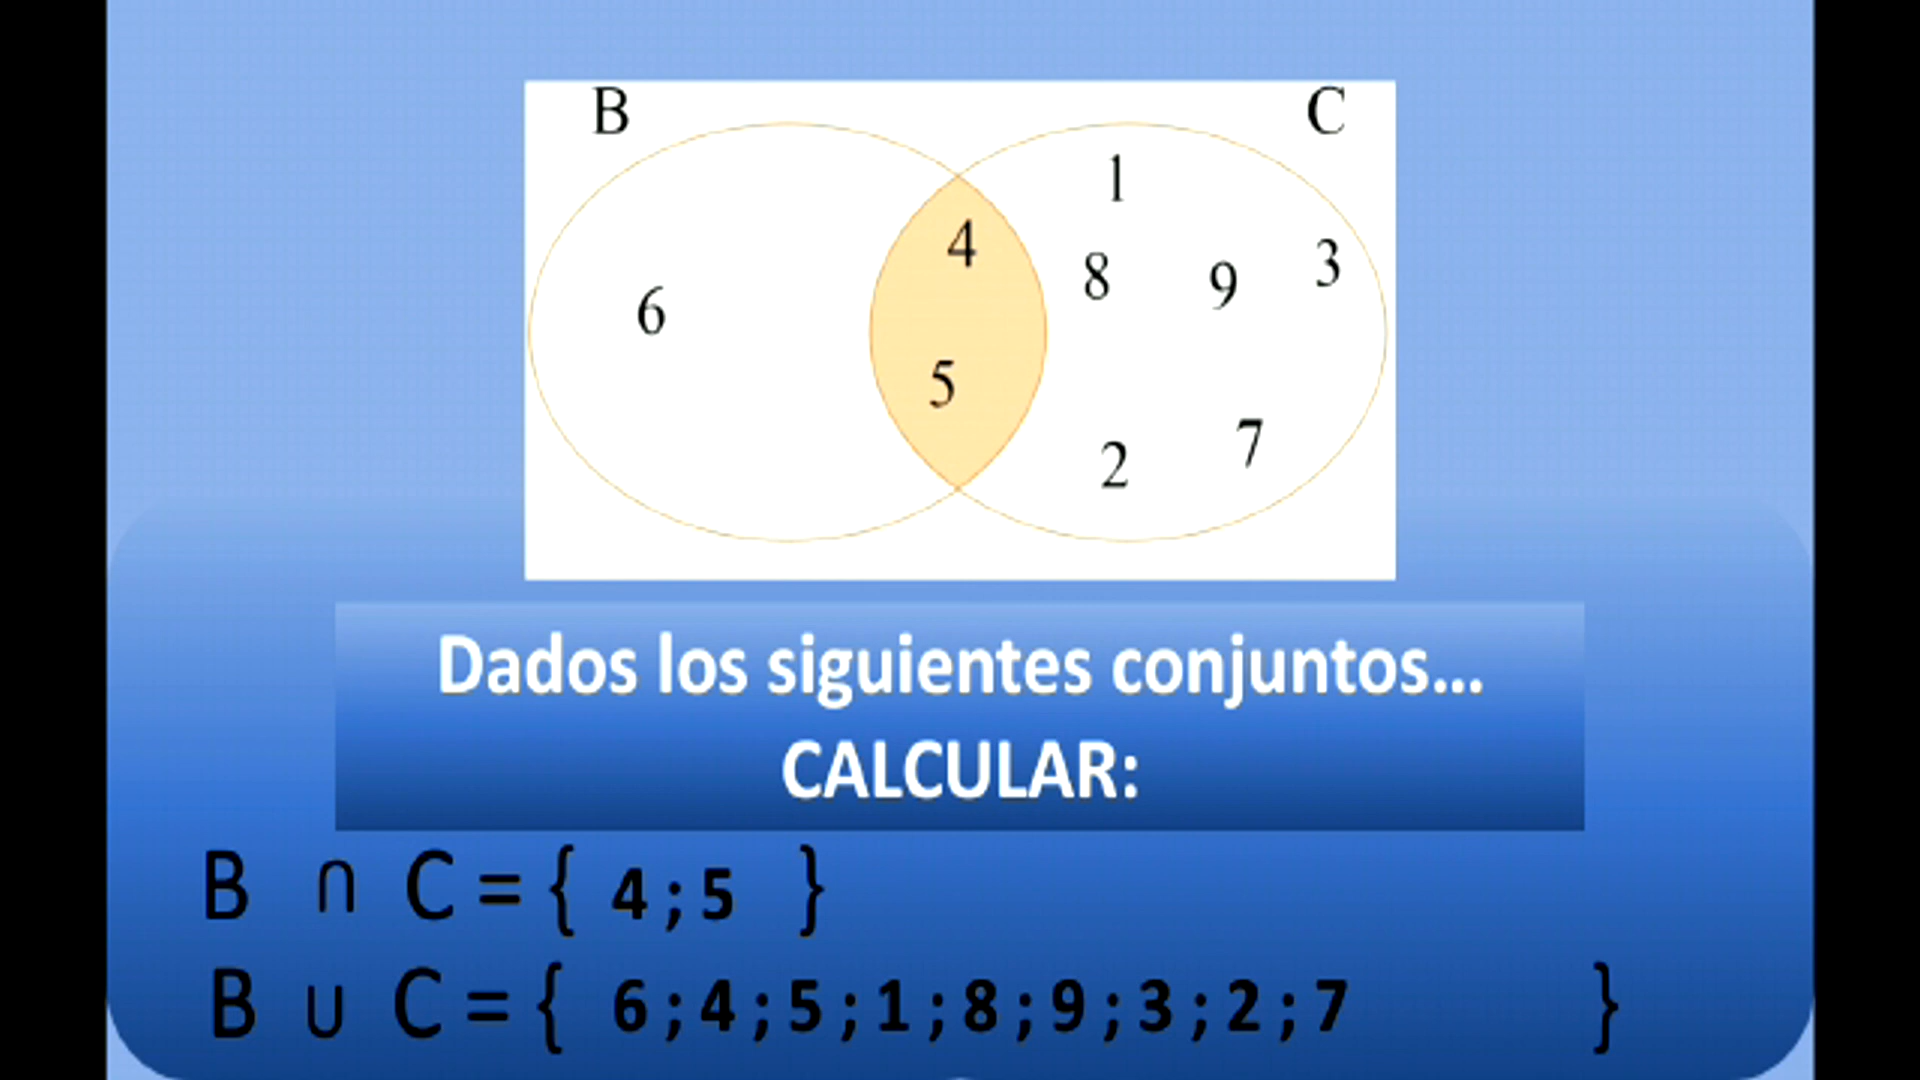 B C
1
4 8 9 3
6
5
2 7
Dados los siguientes conjuntos...
CALCULAR:
B ∩ C = { 4 ; 5 }
B ∪ C = { 6 ; 4 ; 5 ; 1 ; 8 ; 9 ; 3 ; 2 ; 7 }